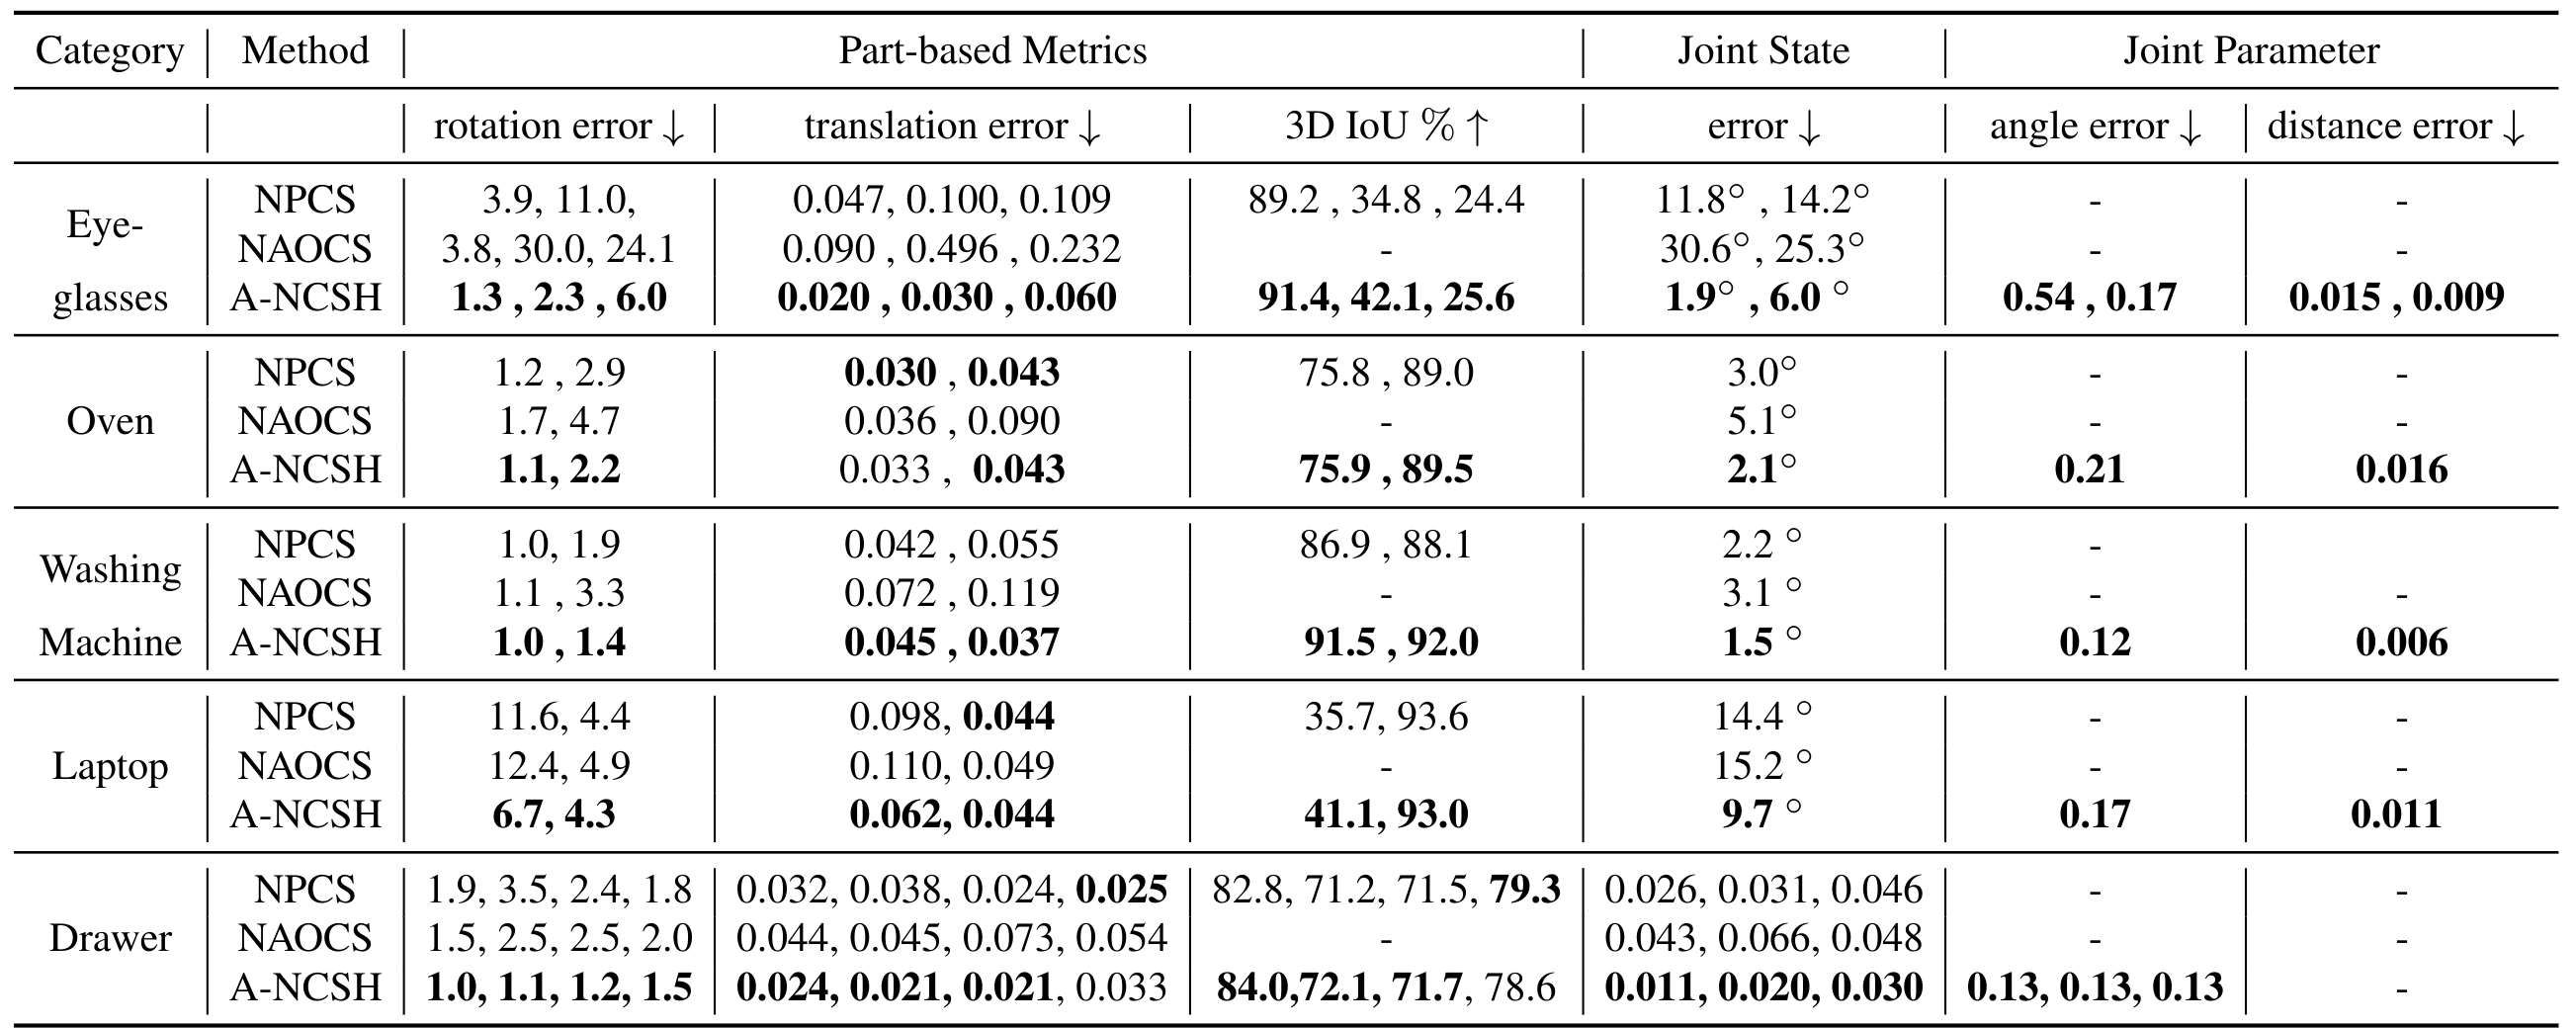 Category Method Part-based Metrics Joint State Joint Parameter
rotation error ↓ translation error ↓ 3D IoU % ↑ error ↓ angle error ↓ distance error ↓
Eye-
glasses
NPCS 3.9, 11.0, 0.047, 0.100, 0.109 89.2 , 34.8 , 24.4 11.8° , 14.2° - -
NAOCS 3.8, 30.0, 24.1 0.090 , 0.496 , 0.232 - 30.6°, 25.3° - -
A-NCSH 1.3 , 2.3 , 6.0 0.020 , 0.030 , 0.060 91.4, 42.1, 25.6 1.9° , 6.0 ° 0.54 , 0.17 0.015 , 0.009
Oven
NPCS 1.2 , 2.9 0.030 , 0.043 75.8 , 89.0 3.0° - -
NAOCS 1.7, 4.7 0.036 , 0.090 - 5.1° - -
A-NCSH 1.1, 2.2 0.033 , 0.043 75.9 , 89.5 2.1° 0.21 0.016
Washing
Machine
NPCS 1.0, 1.9 0.042 , 0.055 86.9 , 88.1 2.2 ° -
NAOCS 1.1 , 3.3 0.072 , 0.119 - 3.1 ° - -
A-NCSH 1.0 , 1.4 0.045 , 0.037 91.5 , 92.0 1.5 ° 0.12 0.006
Laptop
NPCS 11.6, 4.4 0.098, 0.044 35.7, 93.6 14.4 ° - -
NAOCS 12.4, 4.9 0.110, 0.049 - 15.2 ° - -
A-NCSH 6.7, 4.3 0.062, 0.044 41.1, 93.0 9.7 ° 0.17 0.011
Drawer
NPCS 1.9, 3.5, 2.4, 1.8 0.032, 0.038, 0.024, 0.025 82.8, 71.2, 71.5, 79.3 0.026, 0.031, 0.046 - -
NAOCS 1.5, 2.5, 2.5, 2.0 0.044, 0.045, 0.073, 0.054 - 0.043, 0.066, 0.048 - -
A-NCSH 1.0, 1.1, 1.2, 1.5 0.024, 0.021, 0.021, 0.033 84.0,72.1, 71.7, 78.6 0.011, 0.020, 0.030 0.13, 0.13, 0.13 -